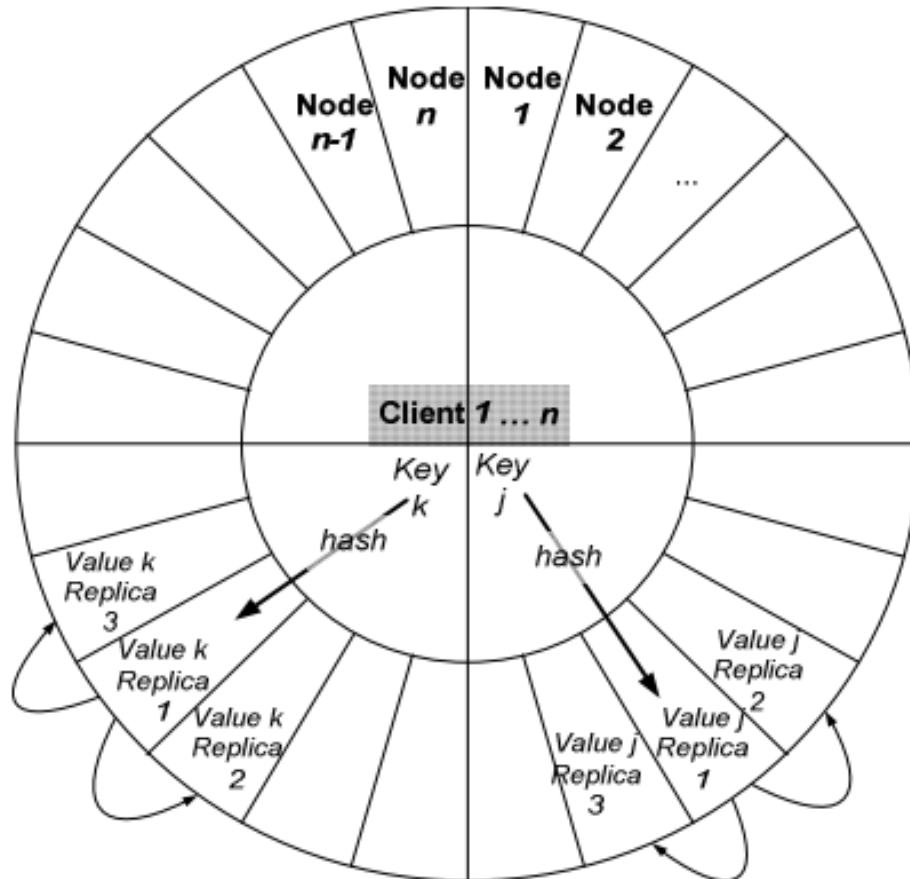 Node
n-1
Node
n
Node
1
Node
2
...
Client 1 ... n
Key
k
Key
j
hash
hash
Value k
Replica
3
Value k
Replica
1
Value k
Replica
2
Value j
Replica
2
Value j
Replica
1
Value j
Replica
3